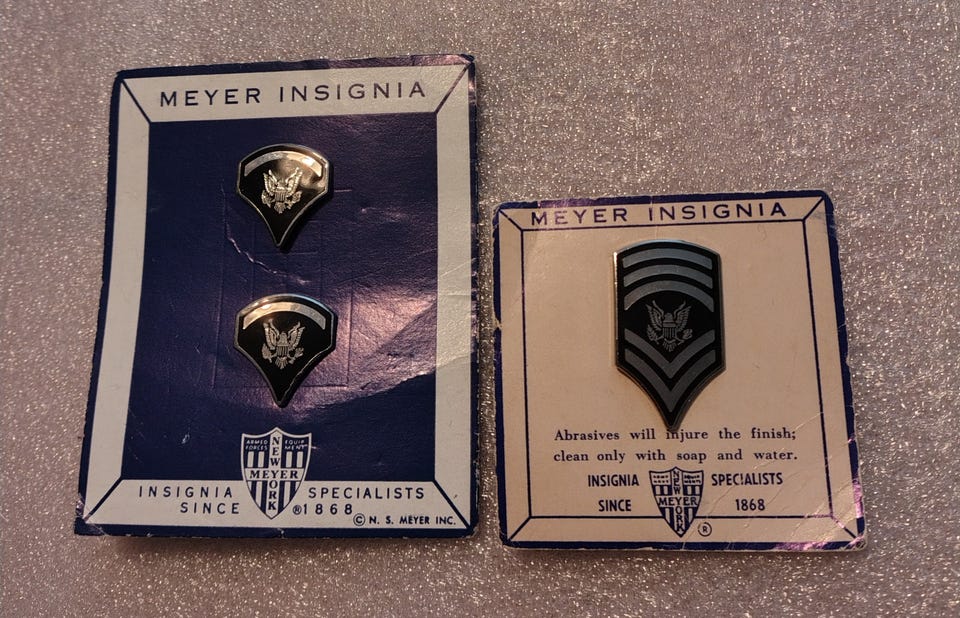 MEYER INSIGNIA
ARMED FORCES EQUIPMENT
NEW YORK
MEYER
INSIGNIA SPECIALISTS
SINCE ®1868
© N. S. MEYER INC.
MEYER INSIGNIA
Abrasives will injure the finish;
clean only with soap and water.
INSIGNIA SPECIALISTS
SINCE 1868
NEW YORK
MEYER
®